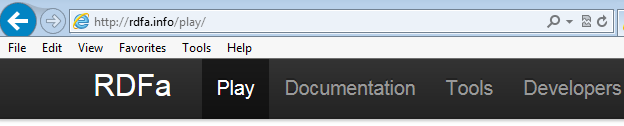 http://rdfa.info/play/
File Edit View Favorites Tools Help
RDFa Play Documentation Tools Developers